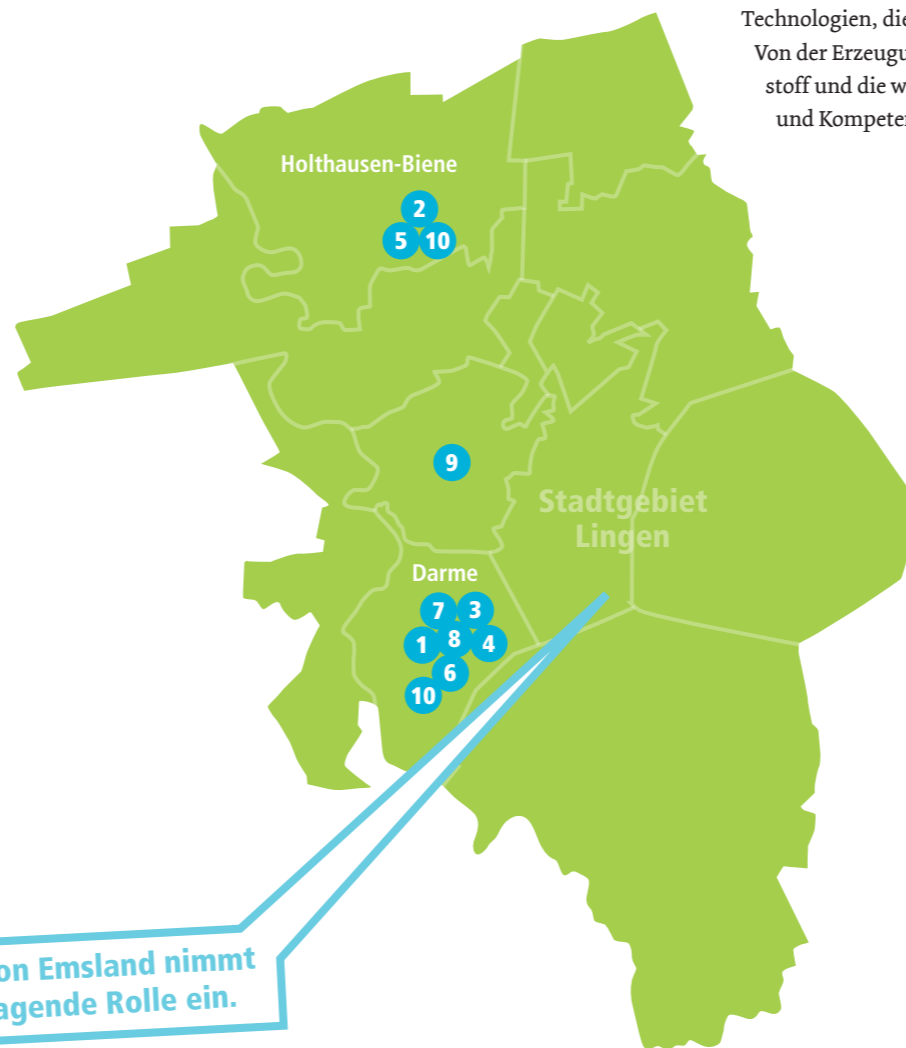 Technologien, die
Von der Erzeugu
stoff und die w
und Kompeter
Holthausen-Biene
2
5 10
9
Stadtgebiet
Lingen
Darme
7 3
1 8 4
6
10
on Emsland nimmt
agende Rolle ein.